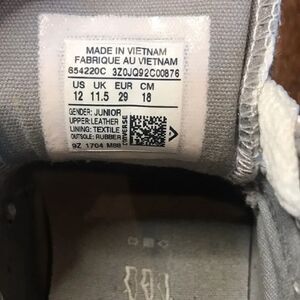 MADE IN VIETNAM
FABRIQUE AU VIETNAM
654220C 3Z0JQ92C00876
US UK EUR CM
12 11.5 29 18
GENDER: JUNIOR
UPPER: LEATHER
LINING: TEXTILE
OUTSOLE: RUBBER
9Z 1704 M88
CONVERSE